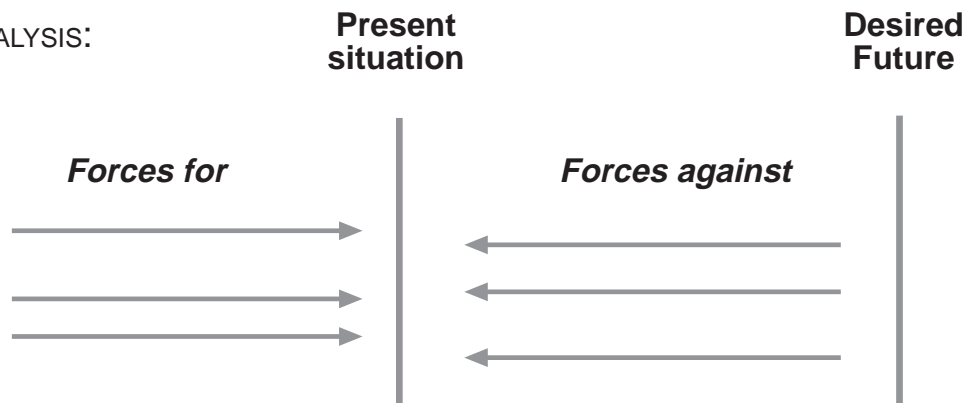 ALYSIS:
Present
situation
Desired
Future
Forces for
Forces against